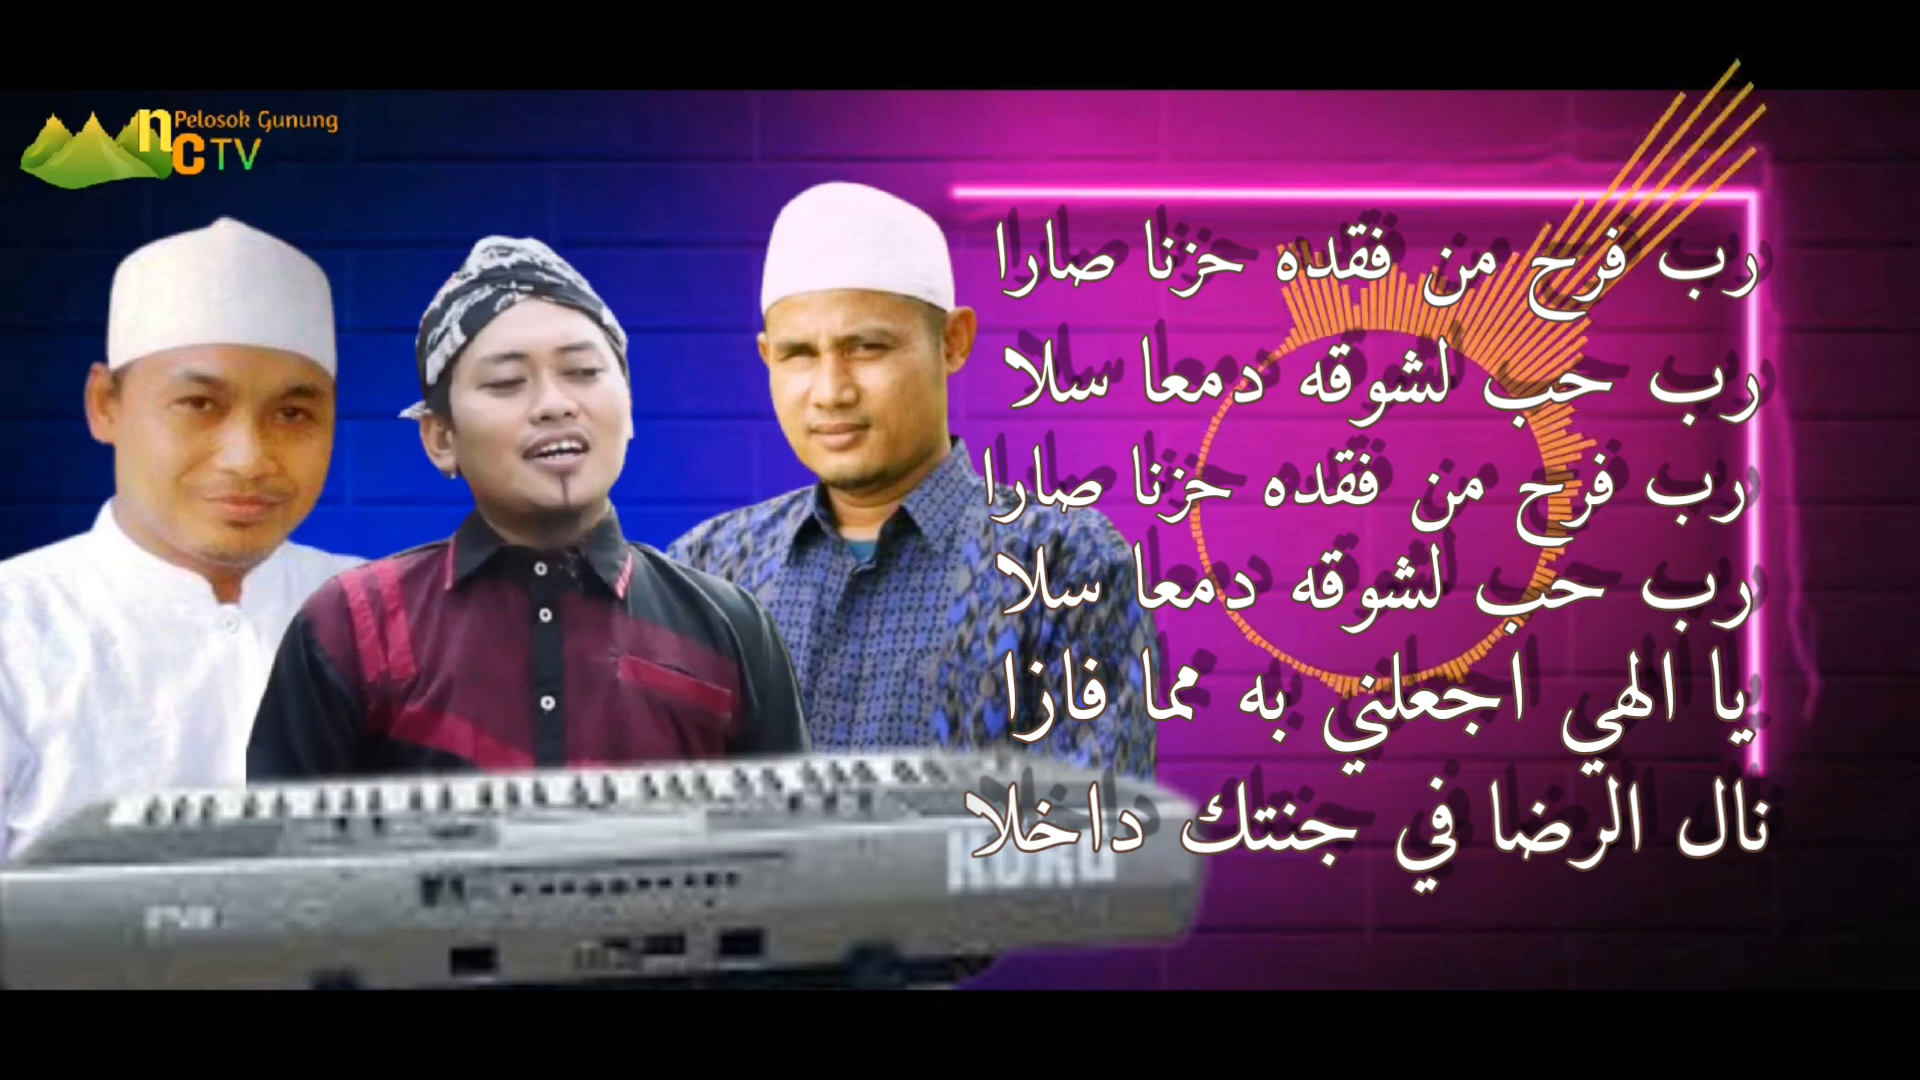 Pelosok Gunung
nC TV
رب فرح من فقده حزنا صارا
رب حب لشوقه دمعا سلا
رب فرح من فقده حزنا صارا
رب حب لشوقه دمعا سلا
يا الهي اجعلني به مما فازا
نال الرضا في جنتك داخلا
KORG